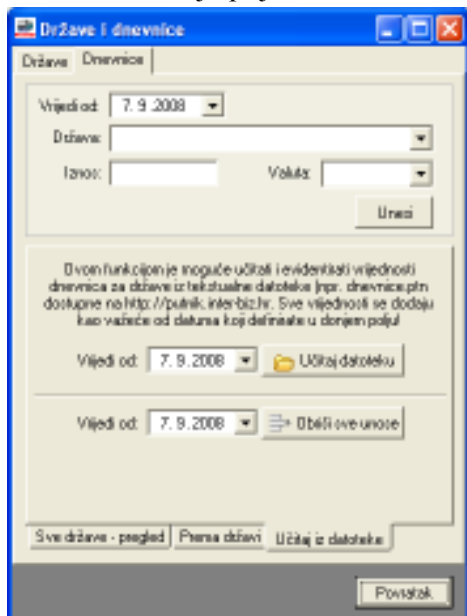 Države i dnevnice
Države Dnevnice
Vrijedi od: 7. 9 .2008
Država:
Iznos: Valuta:
Unesi
Ovom funkcijom je moguće učitati i evidentirati vrijednosti
dnevnica za države iz tekstualne datoteke (npr. dnevnice.ptn
dostupne na http://putnik.inter-biz.hr. Sve vrijednosti se dodaju
kao važeće od datuma koji definirate u donjem polju!
Vrijedi od: 7. 9 .2008 Učitaj datoteku
Vrijedi od: 7. 9 .2008 Obriši ove unose
Sve države - pregled Prema državi Učitaj iz datoteke
Povratak